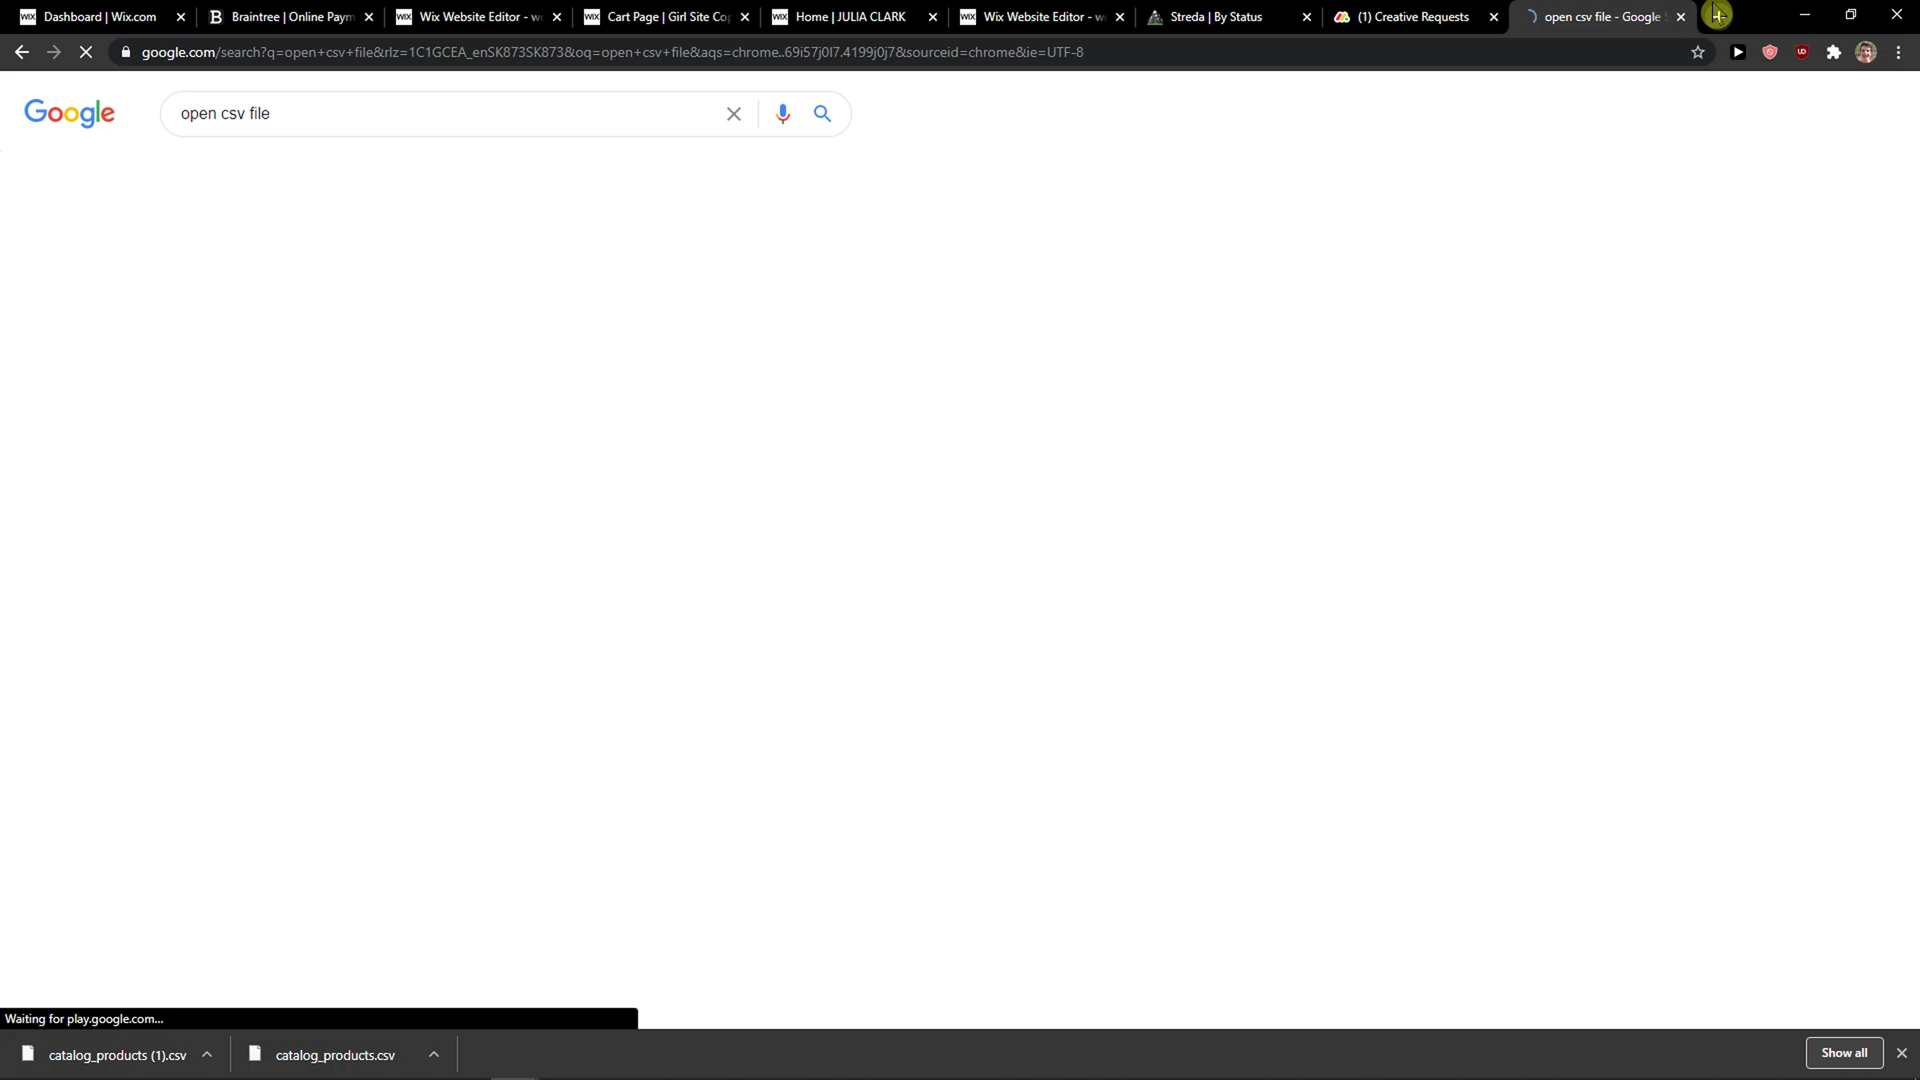 Dashboard | Wix.com
Braintree | Online Paym
Wix Website Editor - w
Cart Page | Girl Site Co
Home | JULIA CLARK
Wix Website Editor - w
Streda | By Status
(1) Creative Requests
open csv file - Google
google.com/search?q=open+csv+file&rlz=1C1GCEA_enSK873SK873&oq=open+csv+file&aqs=chrome..69i57j0l7.4199j0j7&sourceid=chrome&ie=UTF-8
Google
open csv file
Waiting for play.google.com...
catalog_products (1).csv
catalog_products.csv
Show all